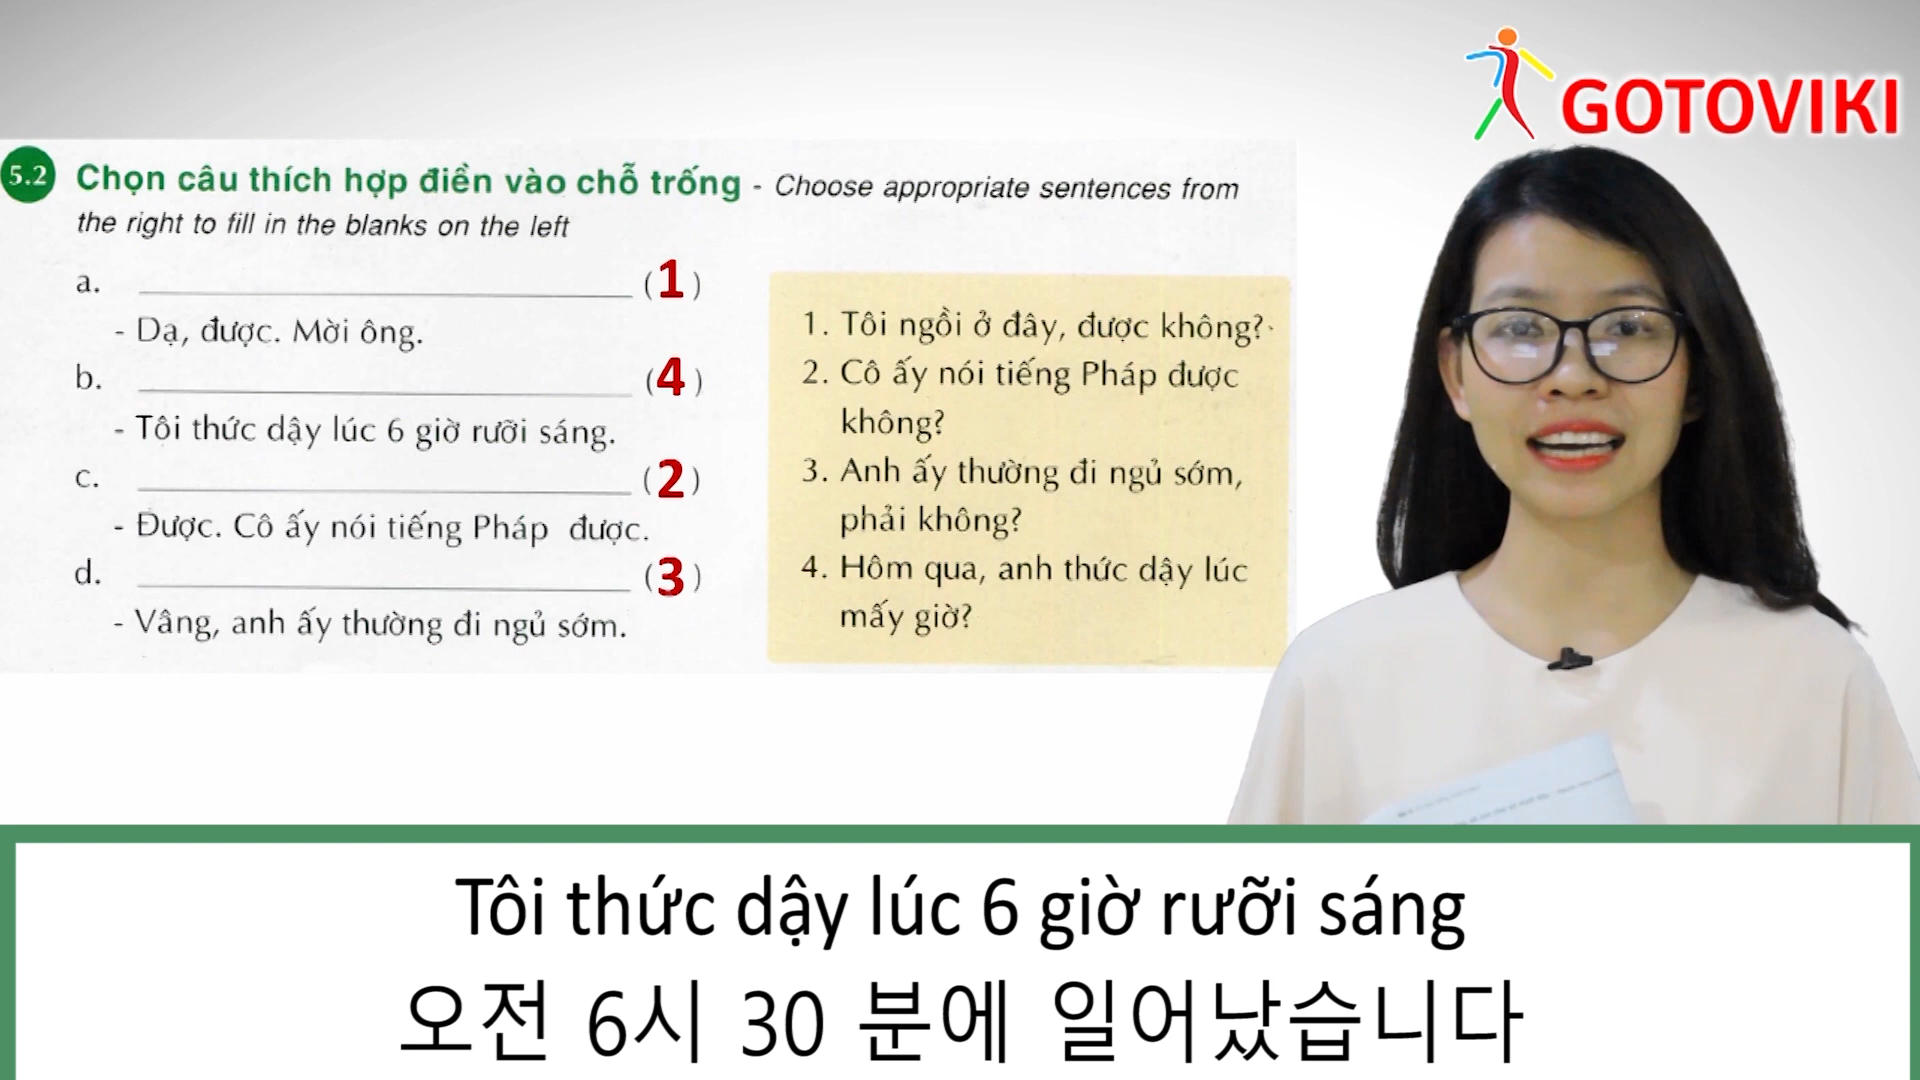 GOTOVIKI
5.2 Chọn câu thích hợp điền vào chỗ trống - Choose appropriate sentences from
the right to fill in the blanks on the left
a. ____________________ (1)
- Dạ, được. Mời ông.
b. ____________________ (4)
- Tôi thức dậy lúc 6 giờ rưỡi sáng.
c. ____________________ (2)
- Được. Cô ấy nói tiếng Pháp được.
d. ____________________ (3)
- Vâng, anh ấy thường đi ngủ sớm.
1. Tôi ngồi ở đây, được không?
2. Cô ấy nói tiếng Pháp được
không?
3. Anh ấy thường đi ngủ sớm,
phải không?
4. Hôm qua, anh thức dậy lúc
mấy giờ?
Tôi thức dậy lúc 6 giờ rưỡi sáng
오전 6시 30 분에 일어났습니다